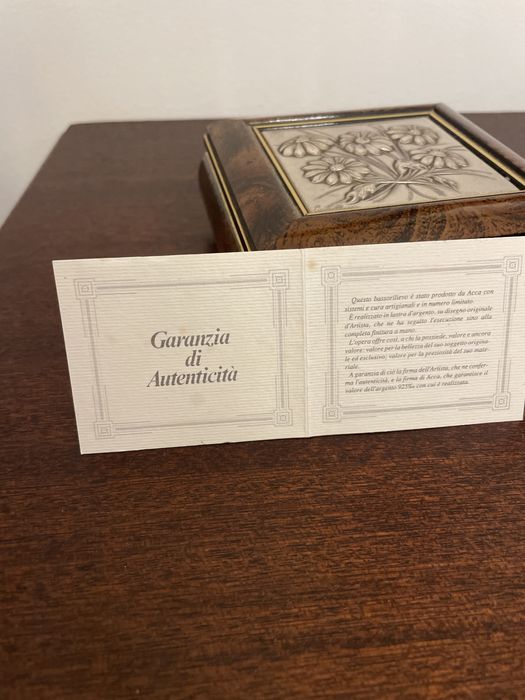 Garanzia
di
Autenticità
Questo bassorilievo è stato prodotto da Acca con
sistemi e cura artigianali e in numero limitato.
È realizzato in lastra d'argento, su disegno originale
d'Artista, che ne ha seguito l'esecuzione sino alla
completa finitura a mano.
L'opera offre così, a chi la possiede, valore e ancora
valore: valore per la bellezza del suo soggetto origina-
le ed esclusivo; valore per la preziosità del suo mate-
riale.
A garanzia di ciò la firma dell'Artista, che ne confer-
ma l'autenticità, e la firma di Acca, che garantisce il
valore dell'argento 925‰ con cui è realizzata.